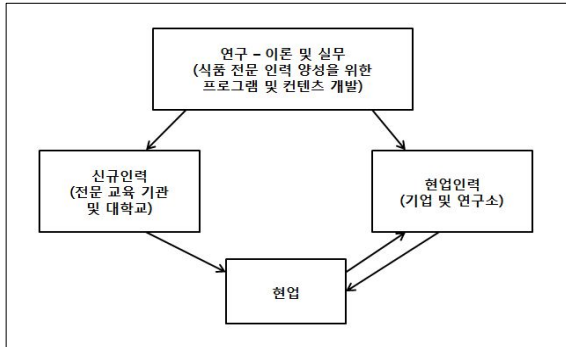 연구 – 이론 및 실무
(식품 전문 인력 양성을 위한
프로그램 및 컨텐츠 개발)
신규인력
(전문 교육 기관
및 대학교)
현업인력
(기업 및 연구소)
현업